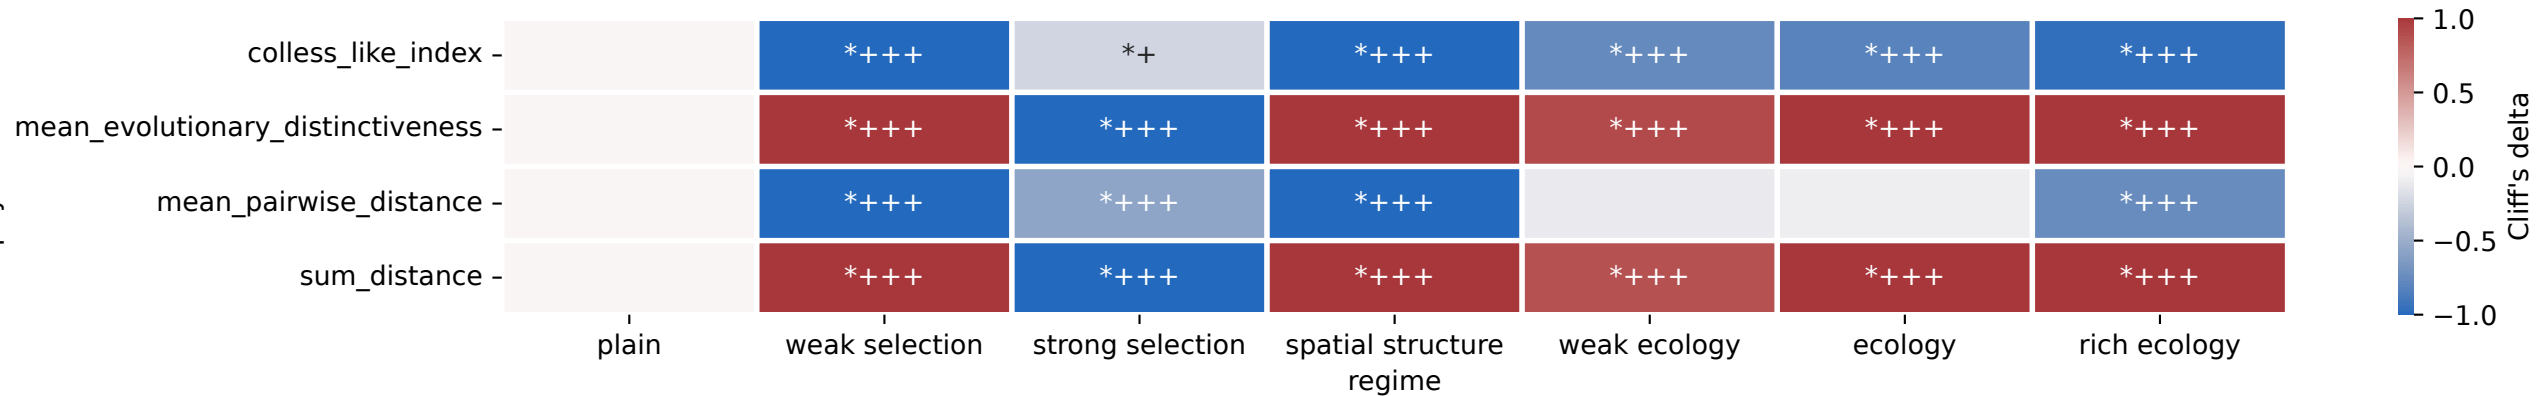 colless_like_index *+++ *+ *+++ *+++ *+++ *+++
mean_evolutionary_distinctiveness *+++ *+++ *+++ *+++ *+++ *+++
mean_pairwise_distance *+++ *+++ *+++ *+++
sum_distance *+++ *+++ *+++ *+++ *+++ *+++
plain weak selection strong selection spatial structure weak ecology ecology rich ecology
regime
1.0
0.5
0.0
−0.5
−1.0
Cliff's delta